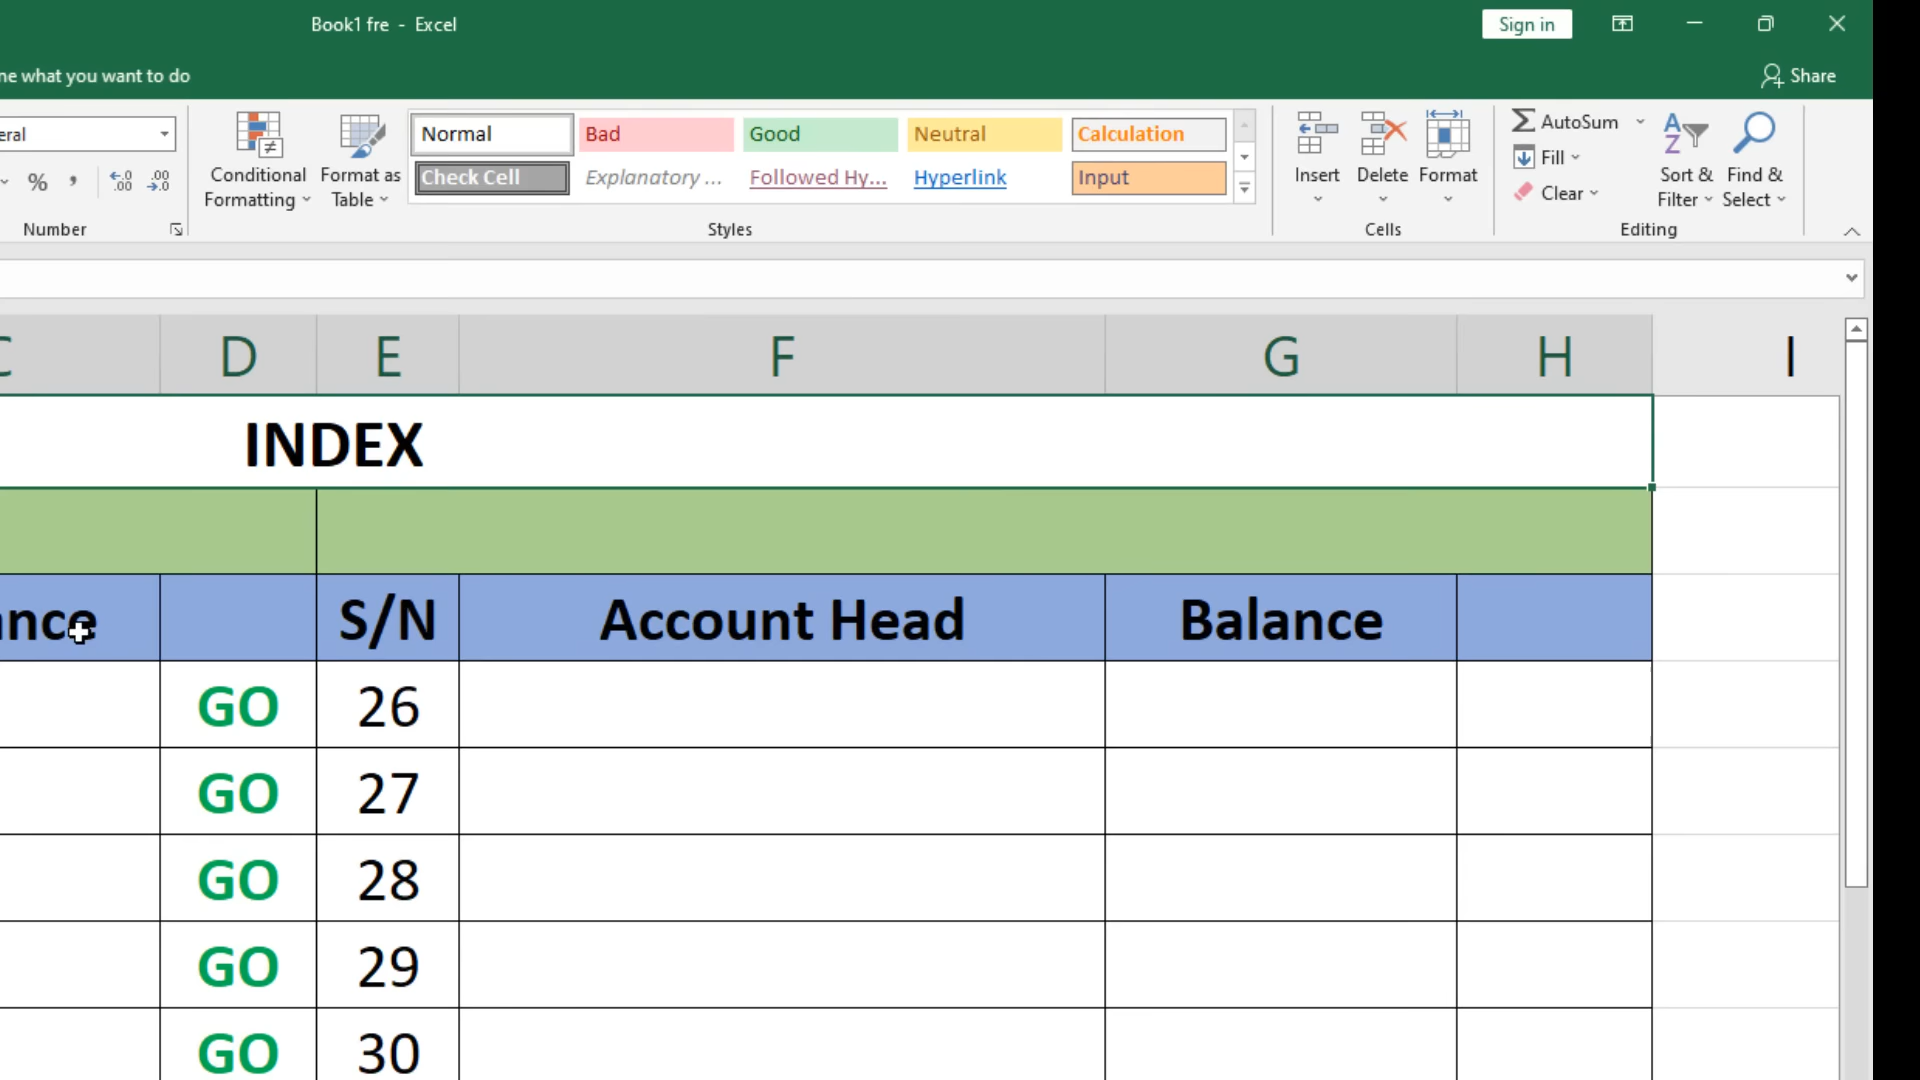 Book1 fre - Excel
Sign in
me what you want to do
Share
eral
Conditional Formatting
Format as Table
Normal
Bad
Good
Neutral
Calculation
Check Cell
Explanatory ...
Followed Hy...
Hyperlink
Input
Insert
Delete
Format
AutoSum
Fill
Clear
Sort & Filter
Find & Select
Number
Styles
Cells
Editing
C D E F G H I
INDEX
ance S/N Account Head Balance
GO 26
GO 27
GO 28
GO 29
GO 30